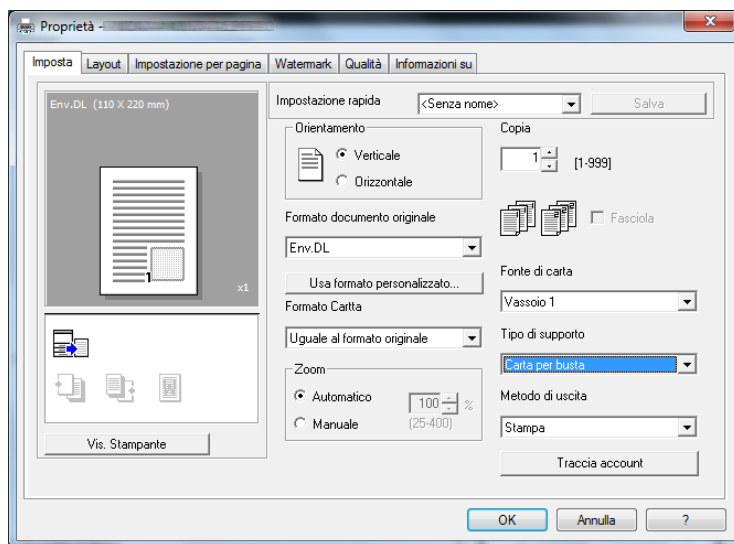 Proprietà -
Imposta Layout Impostazione per pagina Watermark Qualità Informazioni su
Env.DL (110 X 220 mm)
1
x1
Vis. Stampante
Impostazione rapida <Senza nome> Salva
Orientamento
Verticale
Orizzontale
Formato documento originale
Env.DL
Usa formato personalizzato...
Formato Cartta
Uguale al formato originale
Zoom
Automatico 100 %
Manuale (25-400)
Copia
1 [1-999]
Fasciola
Fonte di carta
Vassoio 1
Tipo di supporto
Carta per busta
Metodo di uscita
Stampa
Traccia account
OK Annulla ?